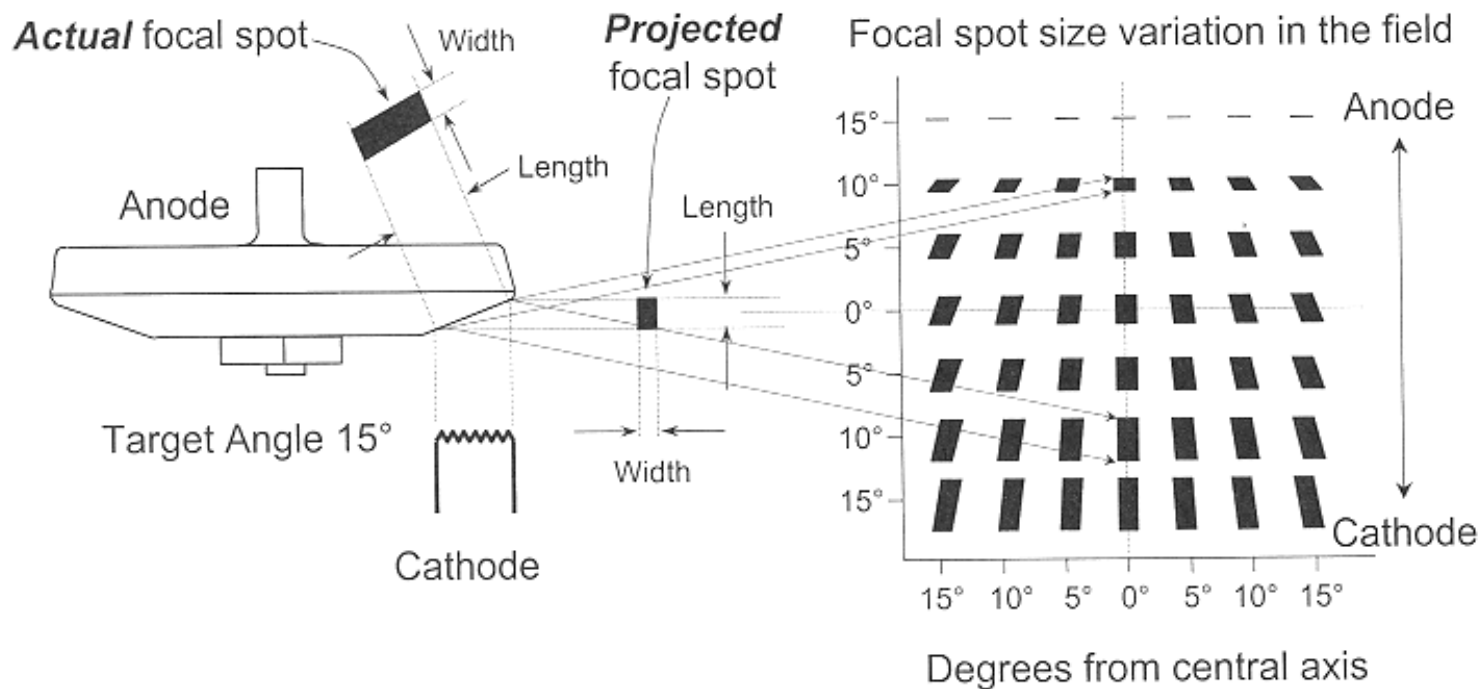 Actual focal spot
Width
Projected
focal spot
Focal spot size variation in the field
Length
Anode
Length
Target Angle 15°
Width
Cathode
15°
10°
5°
0°
5°
10°
15°
Anode
Cathode
15° 10° 5° 0° 5° 10° 15°
Degrees from central axis